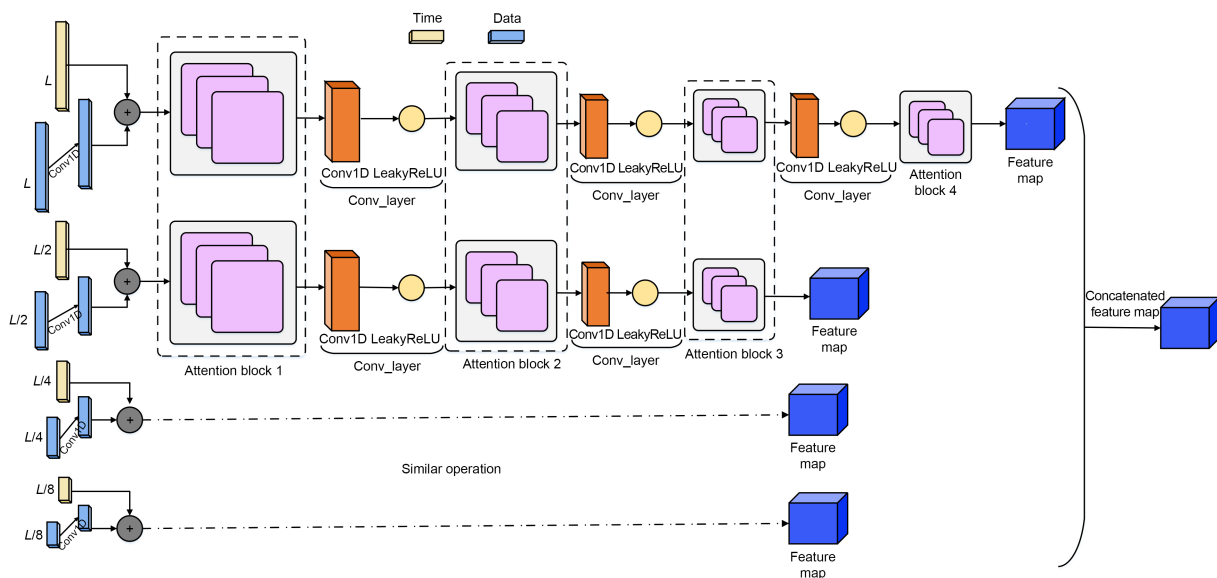 Time
Data
L
L
Conv1D
+
Conv1D LeakyReLU
Conv_layer
Conv1D LeakyReLU
Conv_layer
Conv1D LeakyReLU
Conv_layer
Attention
block 4
Feature
map
L/2
L/2
Conv1D
+
Attention block 1
Conv1D LeakyReLU
Conv_layer
Attention block 2
Conv1D LeakyReLU
Conv_layer
Attention block 3
Feature
map
Concatenated
feature map
L/4
L/4
Conv1D
+
Feature
map
Similar operation
L/8
L/8
Conv1D
+
Feature
map